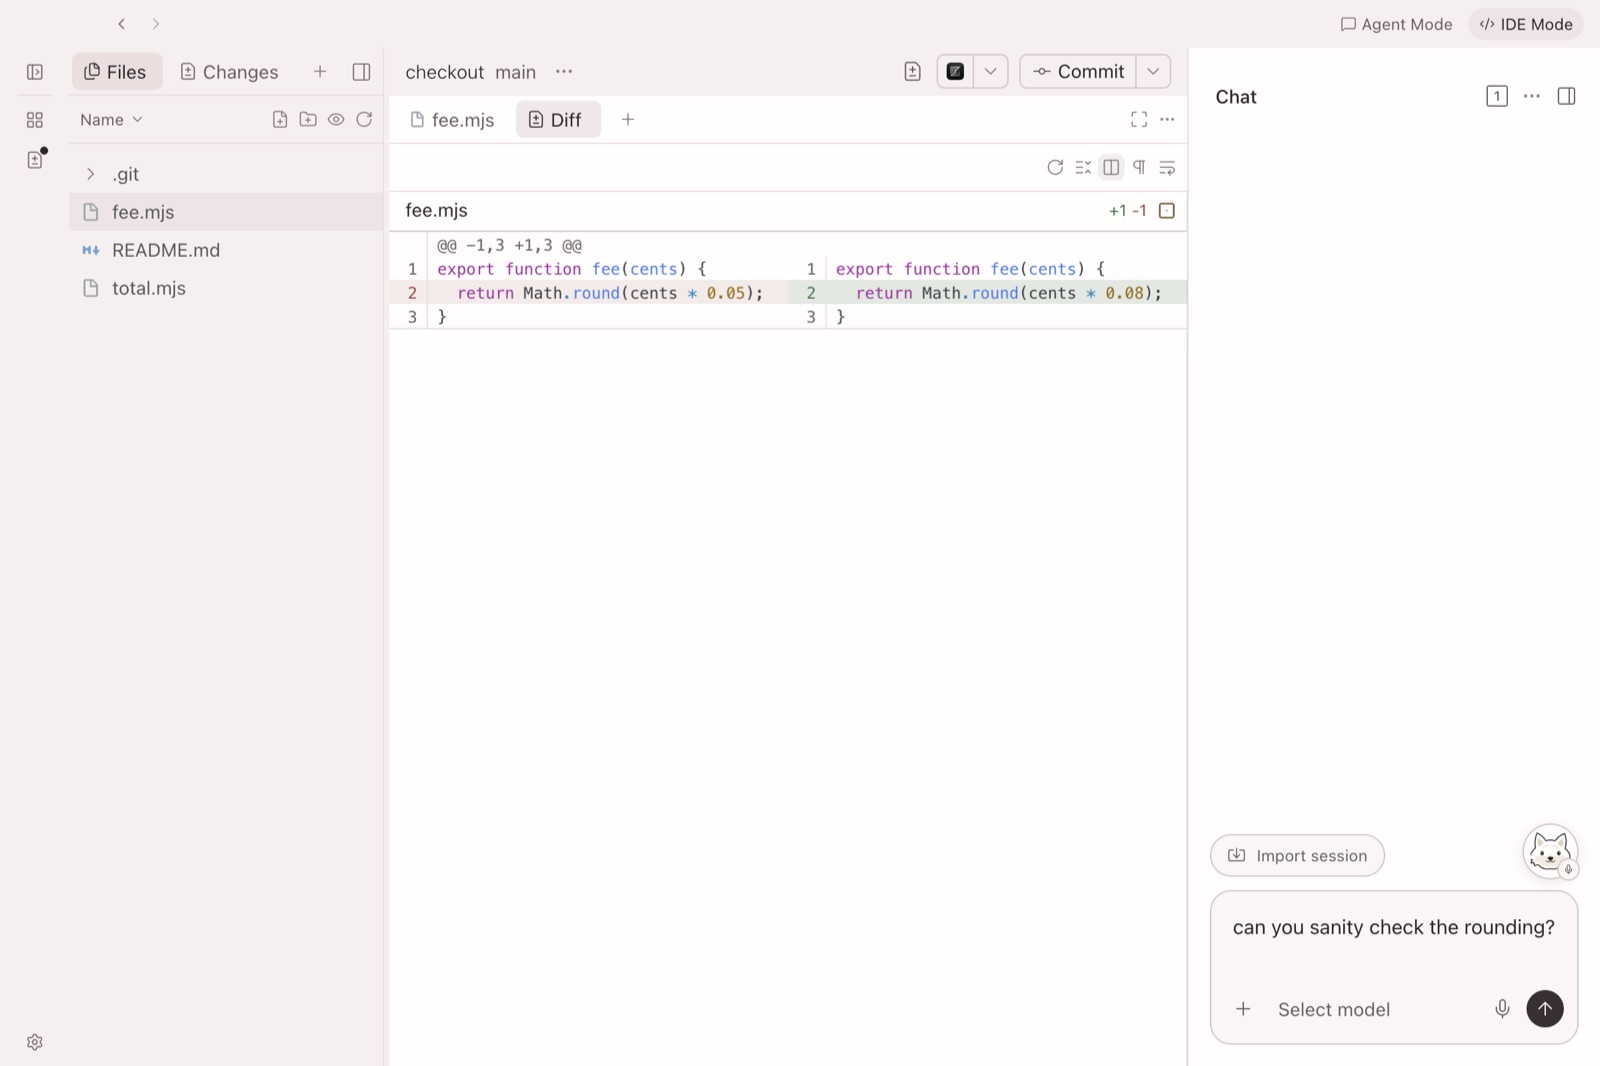 Agent Mode
IDE Mode
Files
Changes
checkout main
Commit
Name
fee.mjs
Diff
.git
fee.mjs
README.md
total.mjs
fee.mjs
+1 -1
@@ -1,3 +1,3 @@
1 export function fee(cents) {
2 return Math.round(cents * 0.05);
3 }
1 export function fee(cents) {
2 return Math.round(cents * 0.08);
3 }
Chat
1
Import session
can you sanity check the rounding?
Select model